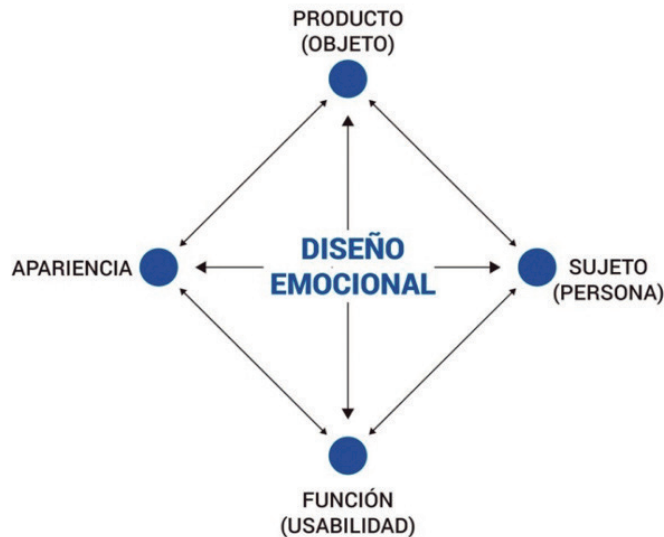 PRODUCTO
(OBJETO)
APARIENCIA
DISEÑO
EMOCIONAL
SUJETO
(PERSONA)
FUNCIÓN
(USABILIDAD)